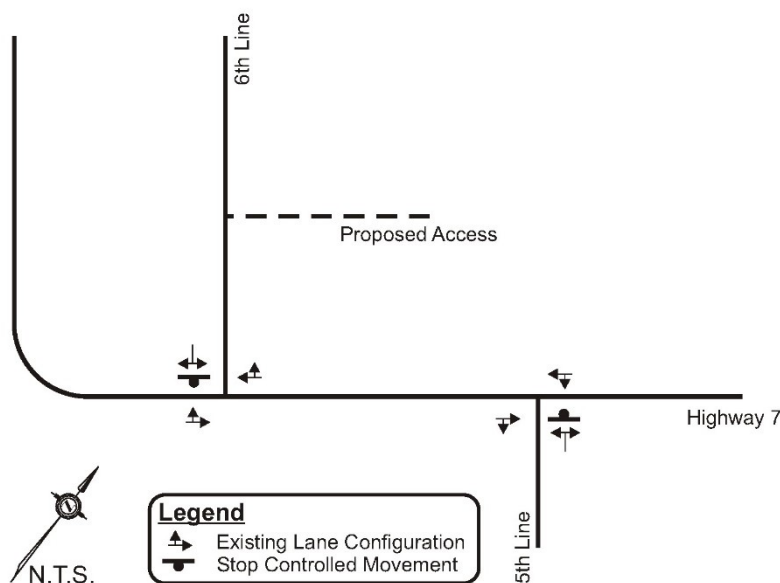 6th Line
Proposed Access
Highway 7
5th Line
N.T.S.
Legend
Existing Lane Configuration
Stop Controlled Movement